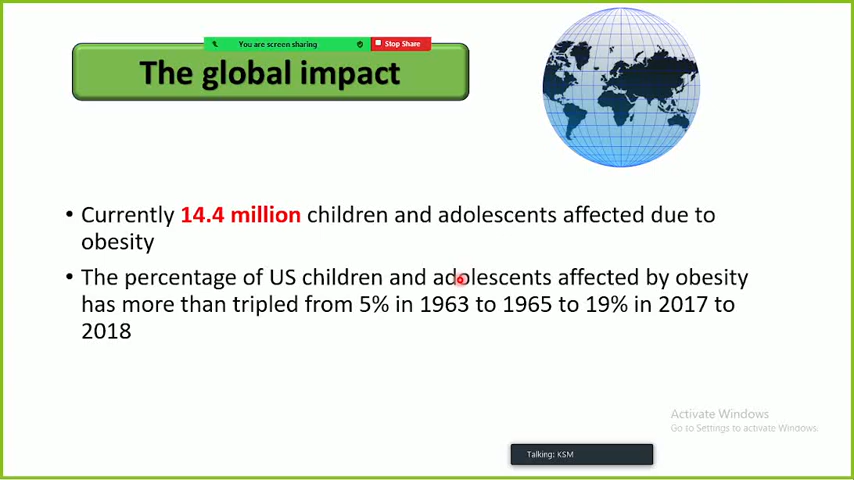 You are screen sharing
Stop Share
The global impact
• Currently 14.4 million children and adolescents affected due to
obesity
• The percentage of US children and adolescents affected by obesity
has more than tripled from 5% in 1963 to 1965 to 19% in 2017 to
2018
Activate Windows
Go to Settings to activate Windows.
Talking: KSM